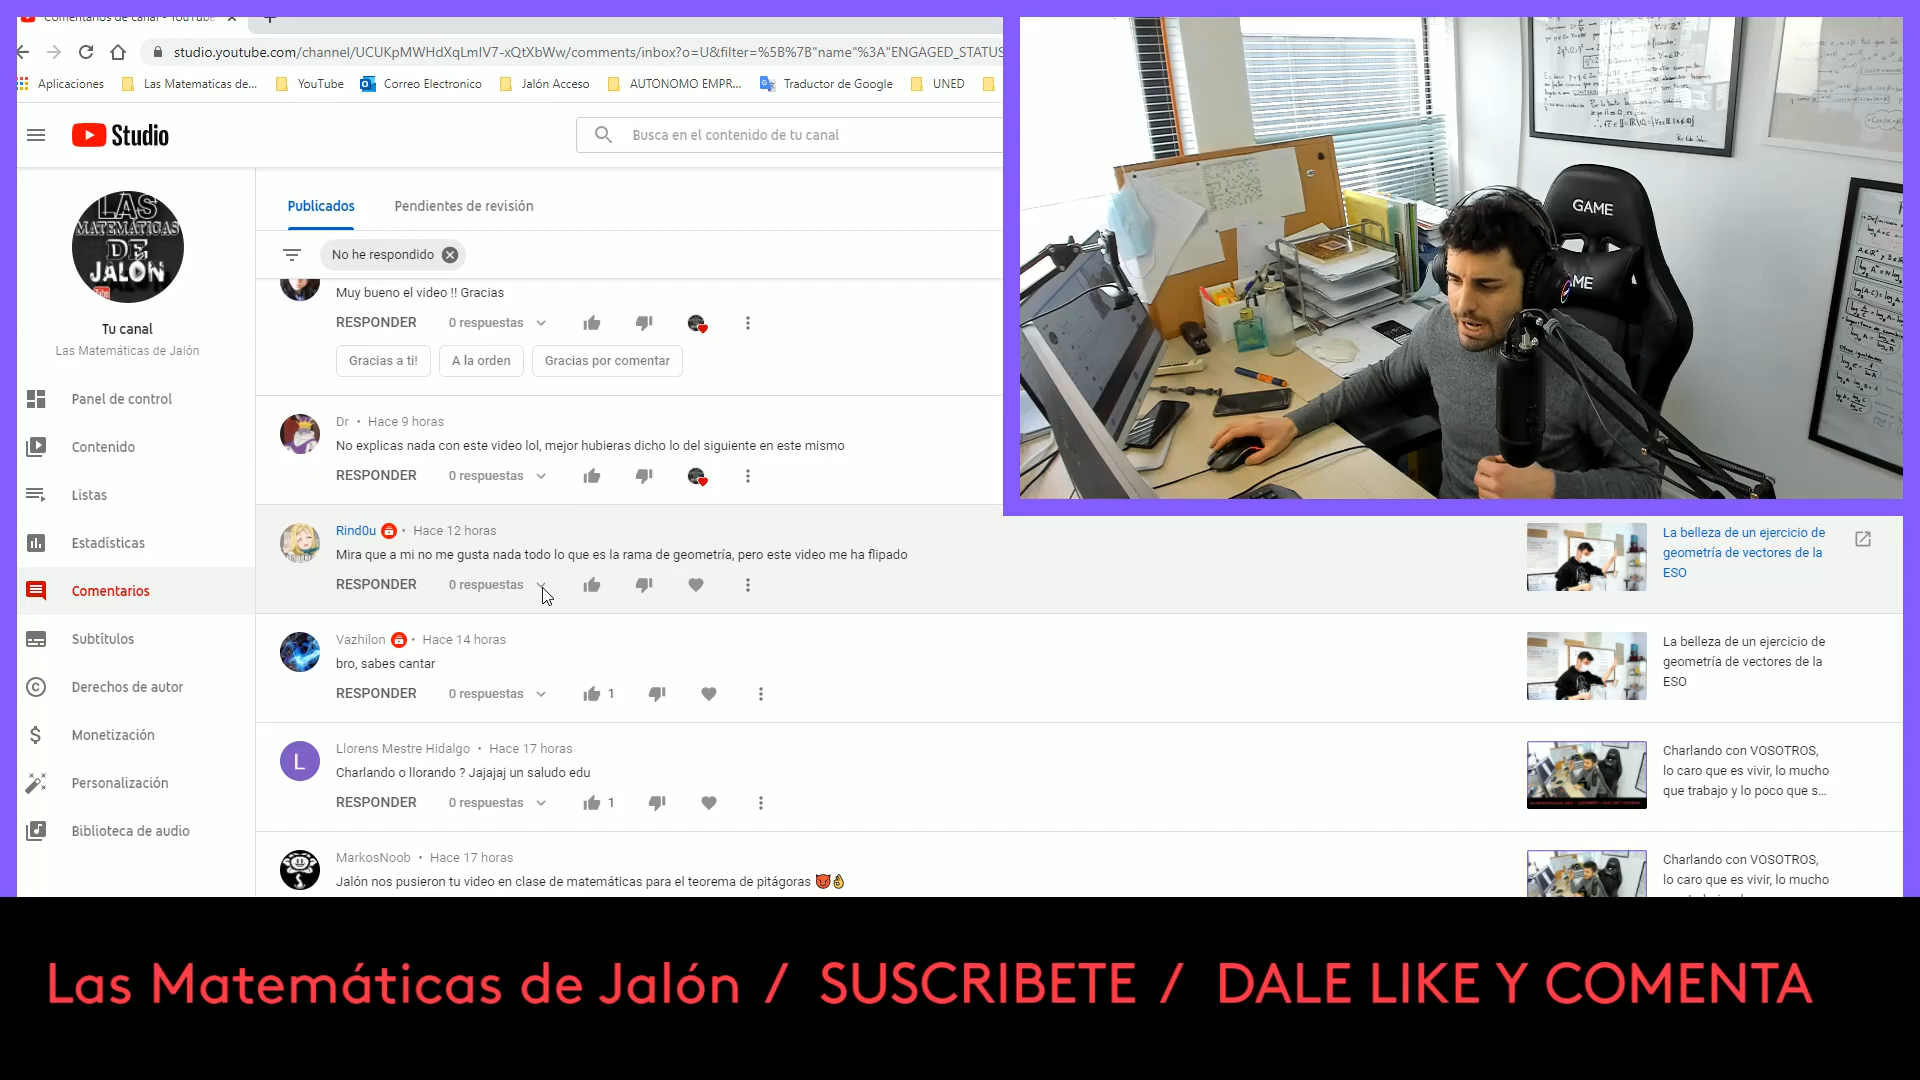 Comentarios de canal - YouTube
studio.youtube.com/channel/UCUKpMWHdXqLmIV7-xQtXbWw/comments/inbox?o=U&filter=%5B%7B"name"%3A"ENGAGED_STATUS
Aplicaciones
Las Matematicas de...
YouTube
Correo Electronico
Jalón Acceso
AUTONOMO EMPR...
Traductor de Google
UNED
Studio
Busca en el contenido de tu canal
LAS
MATEMÁTICAS
DE
JALÓN
Tu canal
Las Matemáticas de Jalón
Panel de control
Contenido
Listas
Estadísticas
Comentarios
Subtítulos
Derechos de autor
Monetización
Personalización
Biblioteca de audio
Publicados
Pendientes de revisión
No he respondido
Muy bueno el video !! Gracias
RESPONDER 0 respuestas
Gracias a ti!
A la orden
Gracias por comentar
Dr • Hace 9 horas
No explicas nada con este video lol, mejor hubieras dicho lo del siguiente en este mismo
RESPONDER 0 respuestas
Rind0u • Hace 12 horas
Mira que a mi no me gusta nada todo lo que es la rama de geometría, pero este video me ha flipado
RESPONDER 0 respuestas
La belleza de un ejercicio de
geometría de vectores de la
ESO
Vazhilon • Hace 14 horas
bro, sabes cantar
RESPONDER 0 respuestas 1
La belleza de un ejercicio de
geometría de vectores de la
ESO
L
Llorens Mestre Hidalgo • Hace 17 horas
Charlando o llorando ? Jajajaj un saludo edu
RESPONDER 0 respuestas 1
Charlando con VOSOTROS,
lo caro que es vivir, lo mucho
que trabajo y lo poco que s...
MarkosNoob • Hace 17 horas
Jalón nos pusieron tu video en clase de matemáticas para el teorema de pitágoras 😈👌
Charlando con VOSOTROS,
lo caro que es vivir, lo mucho
GAME
Las Matemáticas de Jalón / SUSCRIBETE / DALE LIKE Y COMENTA